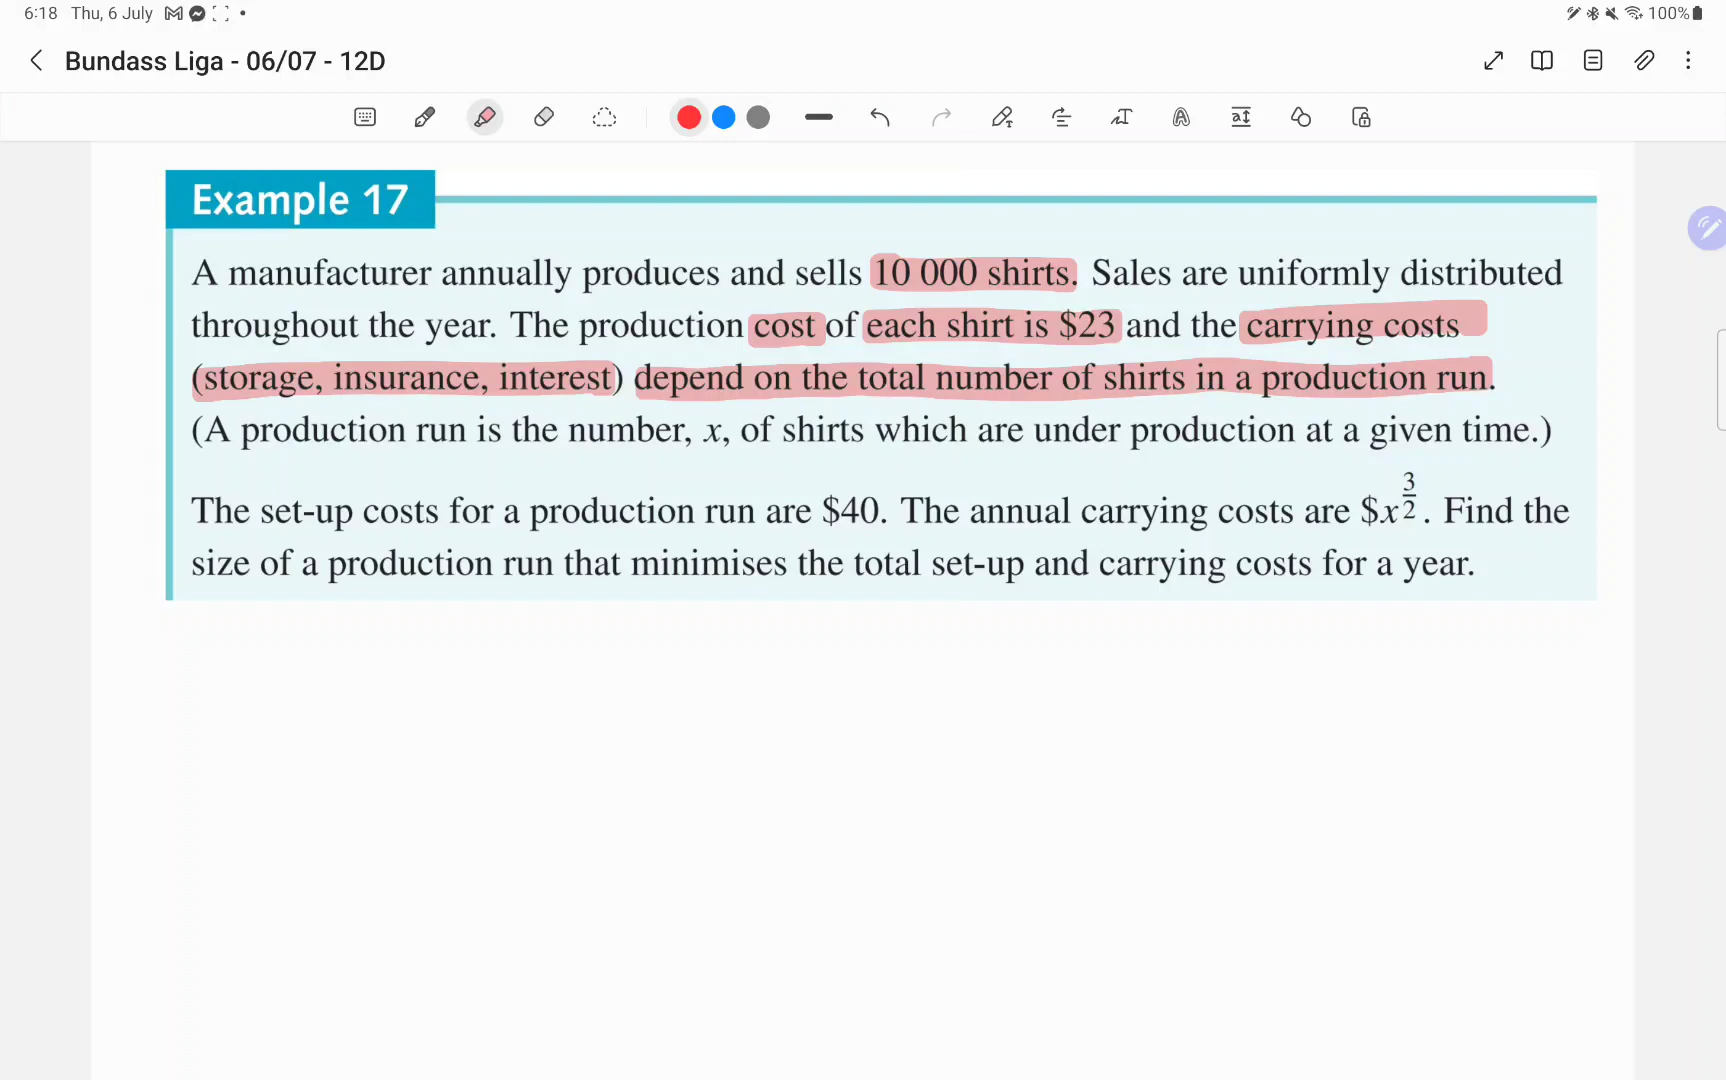 6:18 Thu, 6 July 100%
Bundass Liga - 06/07 - 12D
Example 17
A manufacturer annually produces and sells 10 000 shirts. Sales are uniformly distributed
throughout the year. The production cost of each shirt is $23 and the carrying costs
(storage, insurance, interest) depend on the total number of shirts in a production run.
(A production run is the number, x, of shirts which are under production at a given time.)
The set-up costs for a production run are $40. The annual carrying costs are $x^{3/2}. Find the
size of a production run that minimises the total set-up and carrying costs for a year.